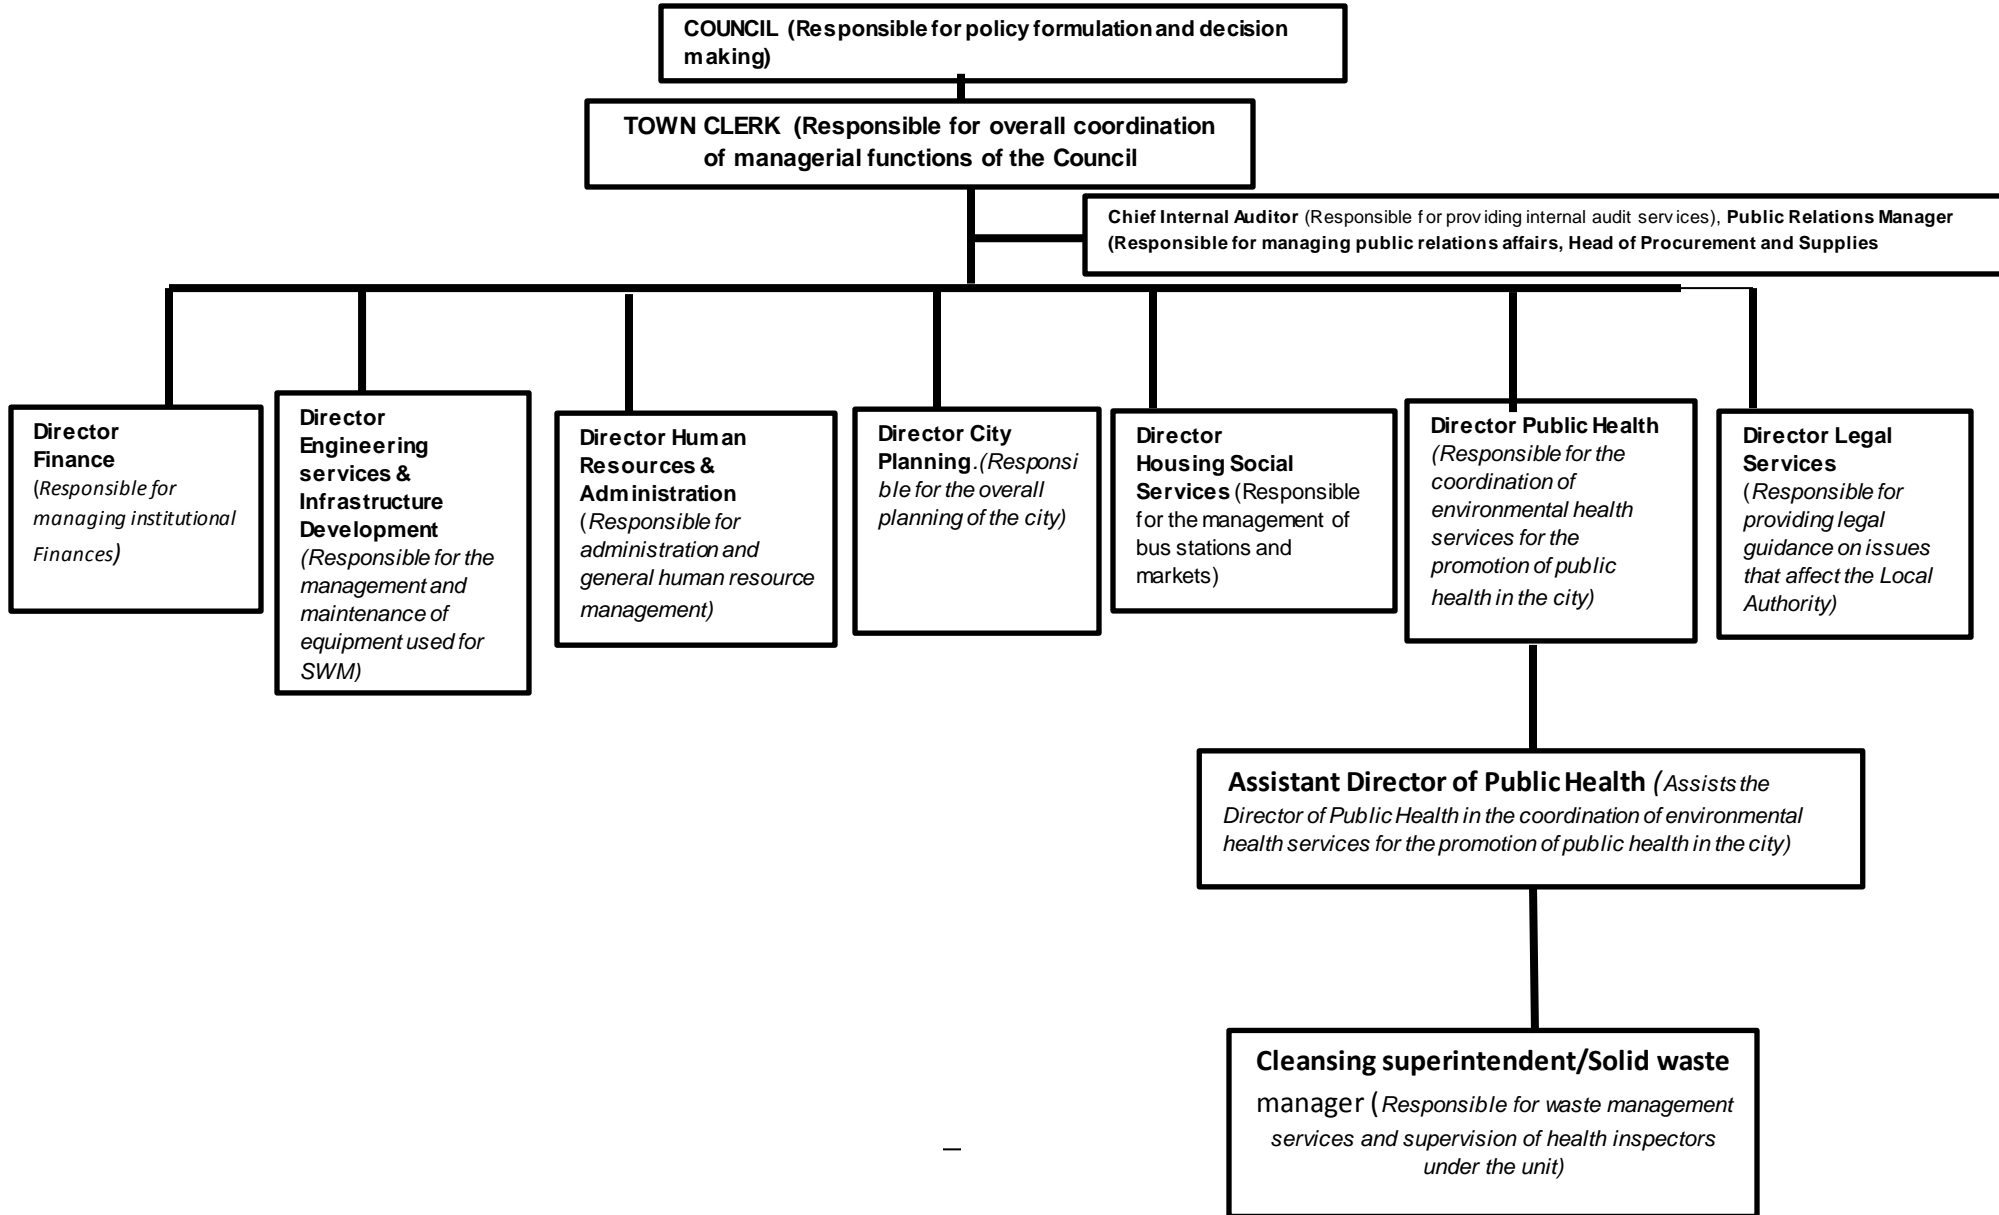 COUNCIL (Responsible for policy formulation and decision
making)
TOWN CLERK (Responsible for overall coordination
of managerial functions of the Council
Chief Internal Auditor (Responsible for providing internal audit services), Public Relations Manager
(Responsible for managing public relations affairs, Head of Procurement and Supplies
Director
Finance
(Responsible for
managing institutional
Finances)
Director
Engineering
services &
Infrastructure
Development
(Responsible for the
management and
maintenance of
equipment used for
SWM)
Director Human
Resources &
Administration
(Responsible for
administration and
general human resource
management)
Director City
Planning.(Responsi
ble for the overall
planning of the city)
Director
Housing Social
Services (Responsible
for the management of
bus stations and
markets)
Director Public Health
(Responsible for the
coordination of
environmental health
services for the
promotion of public
health in the city)
Director Legal
Services
(Responsible for
providing legal
guidance on issues
that affect the Local
Authority)
Assistant Director of Public Health (Assists the
Director of Public Health in the coordination of environmental
health services for the promotion of public health in the city)
Cleansing superintendent/Solid waste
manager (Responsible for waste management
services and supervision of health inspectors
under the unit)